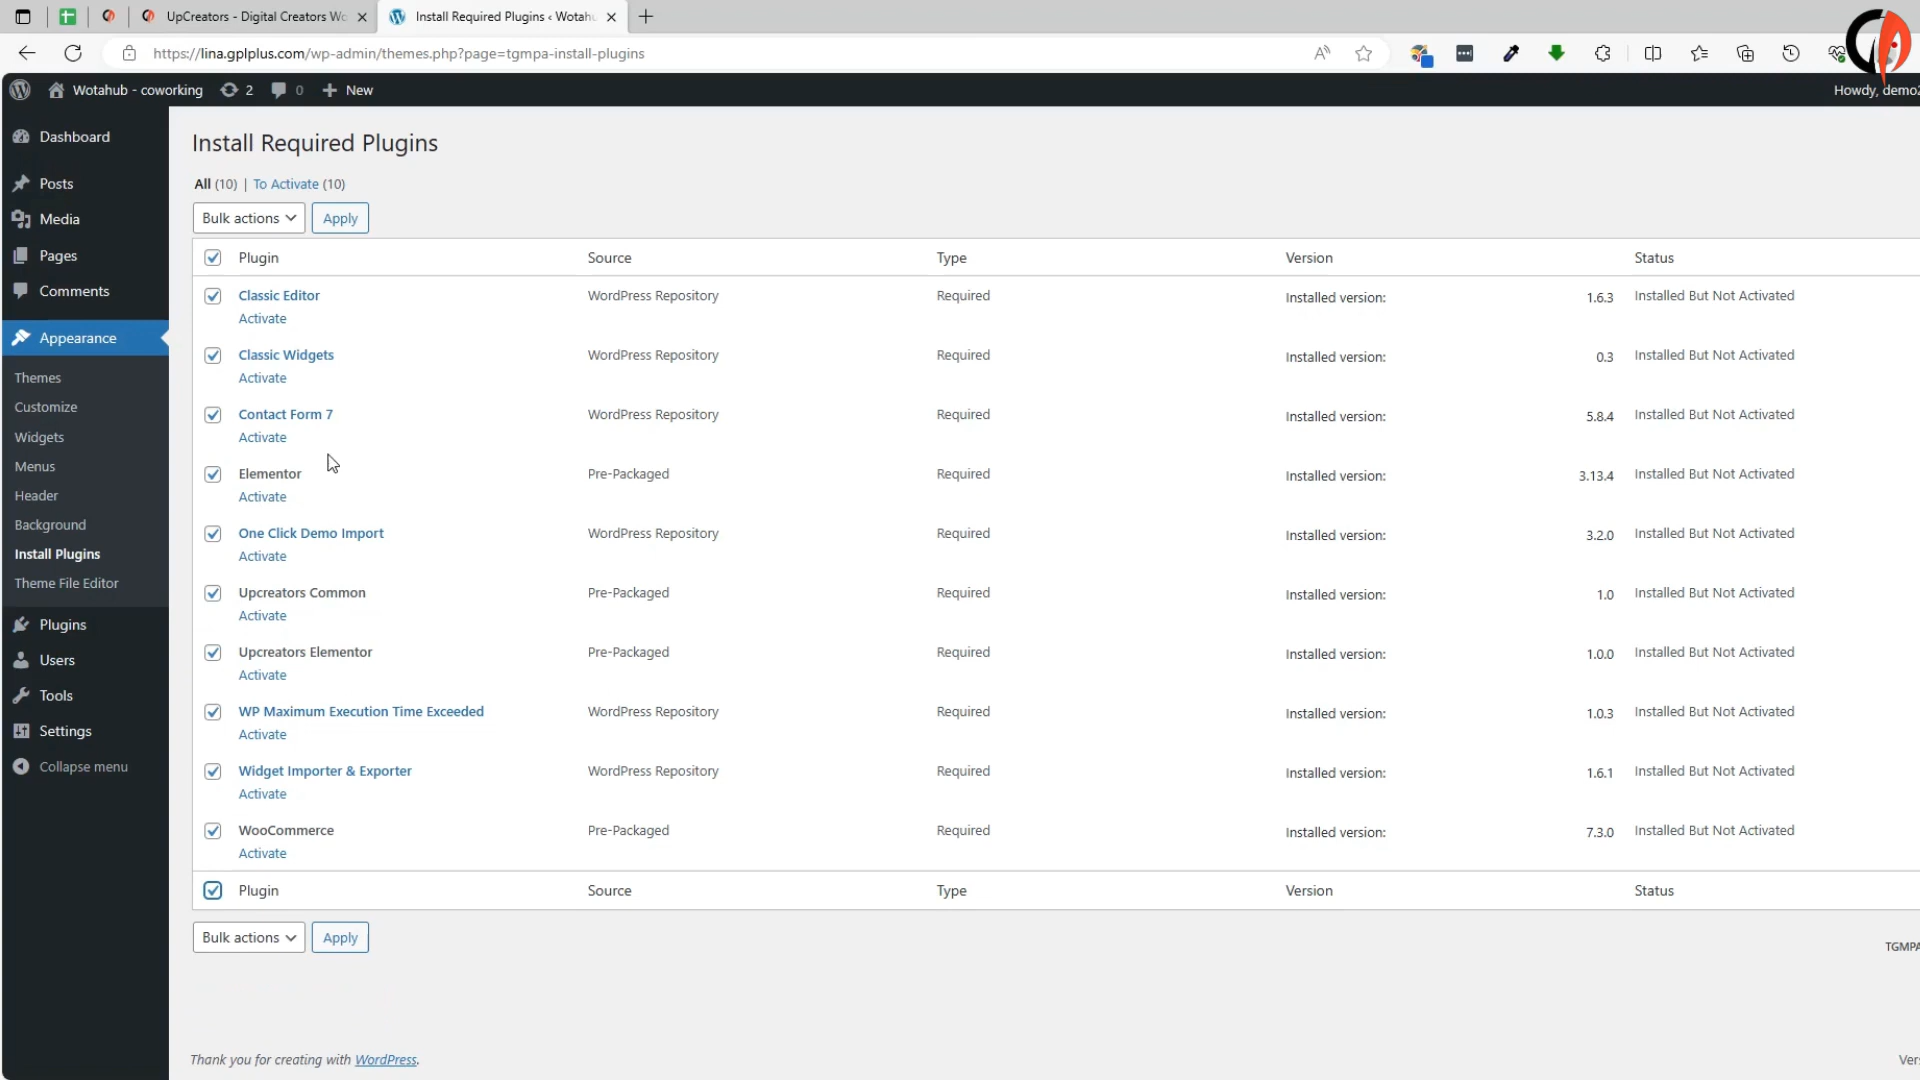 UpCreators - Digital Creators Wo
Install Required Plugins ‹ Wotahu
https://lina.gplplus.com/wp-admin/themes.php?page=tgmpa-install-plugins
Wotahub - coworking 2 0 New
Howdy, demo2
Dashboard
Posts
Media
Pages
Comments
Appearance
Themes
Customize
Widgets
Menus
Header
Background
Install Plugins
Theme File Editor
Plugins
Users
Tools
Settings
Collapse menu
Install Required Plugins
All (10) | To Activate (10)
Bulk actions Apply
Plugin Source Type Version Status
Classic Editor WordPress Repository Required Installed version: 1.6.3 Installed But Not Activated
Activate
Classic Widgets WordPress Repository Required Installed version: 0.3 Installed But Not Activated
Activate
Contact Form 7 WordPress Repository Required Installed version: 5.8.4 Installed But Not Activated
Activate
Elementor Pre-Packaged Required Installed version: 3.13.4 Installed But Not Activated
Activate
One Click Demo Import WordPress Repository Required Installed version: 3.2.0 Installed But Not Activated
Activate
Upcreators Common Pre-Packaged Required Installed version: 1.0 Installed But Not Activated
Activate
Upcreators Elementor Pre-Packaged Required Installed version: 1.0.0 Installed But Not Activated
Activate
WP Maximum Execution Time Exceeded WordPress Repository Required Installed version: 1.0.3 Installed But Not Activated
Activate
Widget Importer & Exporter WordPress Repository Required Installed version: 1.6.1 Installed But Not Activated
Activate
WooCommerce Pre-Packaged Required Installed version: 7.3.0 Installed But Not Activated
Activate
Plugin Source Type Version Status
Bulk actions Apply
TGMPA
Thank you for creating with WordPress.
Ver